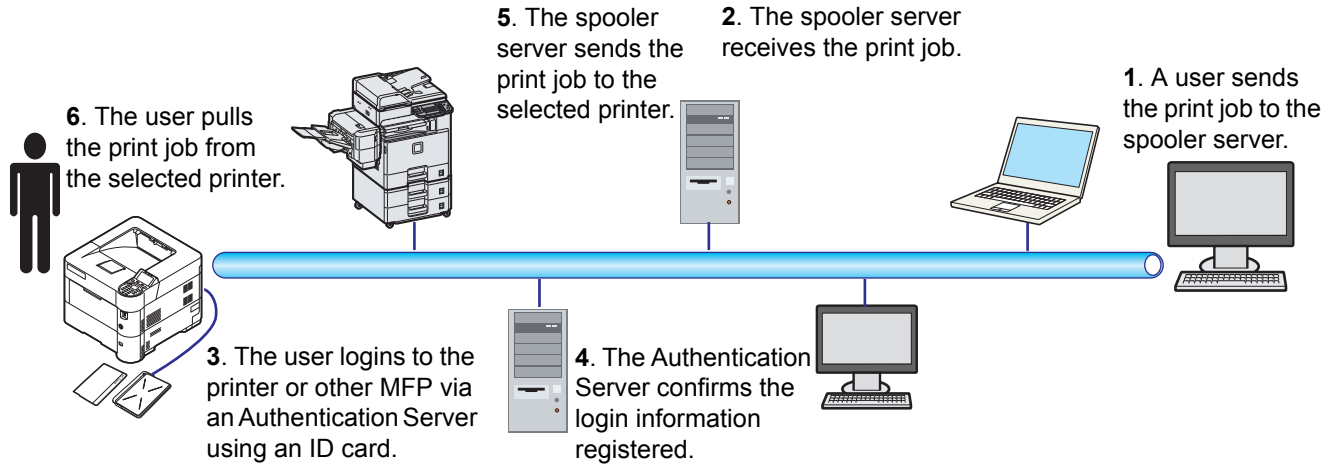 5. The spooler
server sends the
print job to the
selected printer.
2. The spooler server
receives the print job.
1. A user sends
the print job to the
spooler server.
6. The user pulls
the print job from
the selected printer.
3. The user logins to the
printer or other MFP via
an Authentication Server
using an ID card.
4. The Authentication
Server confirms the
login information
registered.